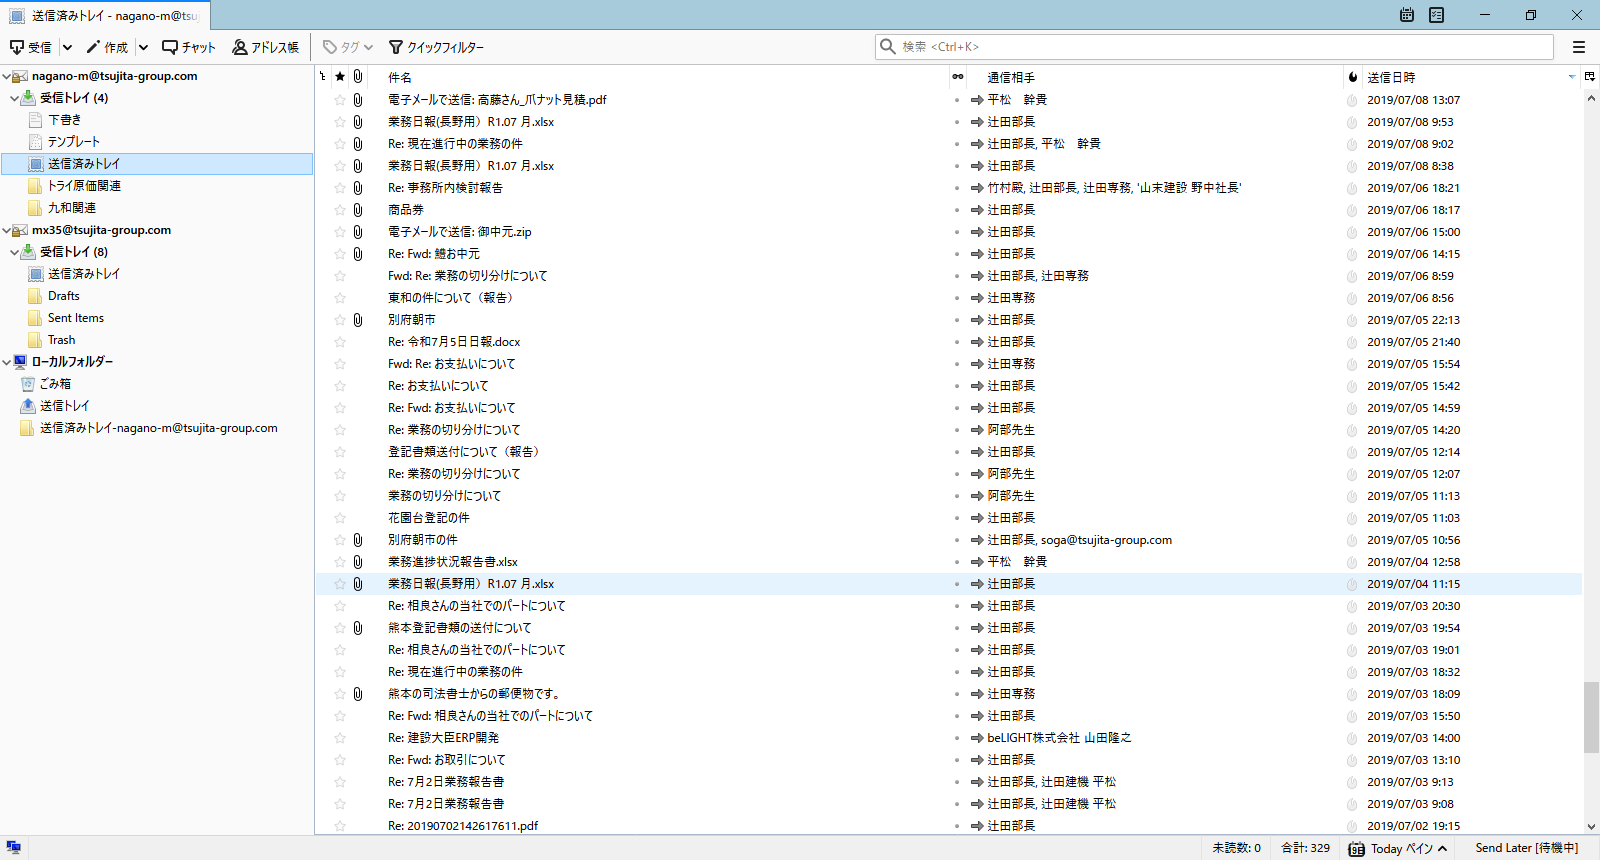 送信済みトレイ - nagano-m@tsuj
受信 作成 チャット アドレス帳 タグ クイックフィルター 検索 <Ctrl+K>
nagano-m@tsujita-group.com
受信トレイ (4)
下書き
テンプレート
送信済みトレイ
トライ原価関連
九和関連
mx35@tsujita-group.com
受信トレイ (8)
送信済みトレイ
Drafts
Sent Items
Trash
ローカルフォルダー
ごみ箱
送信トレイ
送信済みトレイ-nagano-m@tsujita-group.com
件名 通信相手 送信日時
電子メールで送信: 斎藤さん_爪ナット見積.pdf 平松　幹貴 2019/07/08 13:07
業務日報(長野用）R1.07 月.xlsx 辻田部長 2019/07/08 9:53
Re: 現在進行中の業務の件 辻田部長, 平松　幹貴 2019/07/08 9:02
業務日報(長野用）R1.07 月.xlsx 辻田部長 2019/07/08 8:38
Re: 事務所内検討報告 竹村殿, 辻田部長, 辻田専務, '山末建設 野中社長' 2019/07/06 18:21
商品券 辻田部長 2019/07/06 18:17
電子メールで送信: 御中元.zip 辻田部長 2019/07/06 15:00
Re: Fwd: 鱧お中元 辻田部長 2019/07/06 14:15
Fwd: Re: 業務の切り分けについて 辻田部長, 辻田専務 2019/07/06 8:59
東和の件について（報告） 辻田専務 2019/07/06 8:56
別府朝市 辻田部長 2019/07/05 22:13
Re: 令和7月5日日報.docx 辻田部長 2019/07/05 21:40
Fwd: Re: お支払いについて 辻田専務 2019/07/05 15:54
Re: お支払いについて 辻田部長 2019/07/05 15:42
Re: Fwd: お支払いについて 辻田部長 2019/07/05 14:59
Re: 業務の切り分けについて 阿部先生 2019/07/05 14:20
登記書類送付について（報告） 辻田部長 2019/07/05 12:14
Re: 業務の切り分けについて 阿部先生 2019/07/05 12:07
業務の切り分けについて 阿部先生 2019/07/05 11:13
花園台登記の件 辻田部長 2019/07/05 11:03
別府朝市の件 辻田部長, soga@tsujita-group.com 2019/07/05 10:56
業務進捗状況報告書.xlsx 平松　幹貴 2019/07/04 12:58
業務日報(長野用）R1.07 月.xlsx 辻田部長 2019/07/04 11:15
Re: 相良さんの当社でのパートについて 辻田部長 2019/07/03 20:30
熊本登記書類の送付について 辻田部長 2019/07/03 19:54
Re: 相良さんの当社でのパートについて 辻田部長 2019/07/03 19:01
Re: 現在進行中の業務の件 辻田部長 2019/07/03 18:32
熊本の司法書士からの郵便物です。 辻田専務 2019/07/03 18:09
Re: Fwd: 相良さんの当社でのパートについて 辻田部長 2019/07/03 15:50
Re: 建設大臣ERP開発 beLIGHT株式会社 山田隆之 2019/07/03 14:00
Re: Fwd: お取引について 辻田部長 2019/07/03 13:10
Re: 7月2日業務報告書 辻田部長, 辻田建機 平松 2019/07/03 9:13
Re: 7月2日業務報告書 辻田部長, 辻田建機 平松 2019/07/03 9:08
Re: 20190702142617611.pdf 辻田部長 2019/07/02 19:15
未読数: 0 合計: 329 Today ペイン Send Later [待機中]